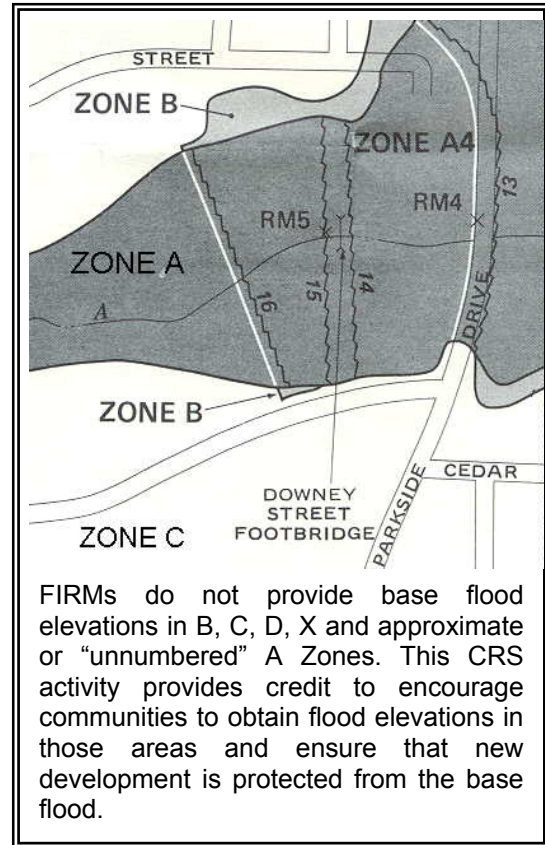 STREET
ZONE B
ZONE A4
13
RM5
RM4
ZONE A
A
16
15
14
DRIVE
ZONE B
PARKSIDE
CEDAR
DOWNEY
STREET
FOOTBRIDGE
ZONE C
FIRMs do not provide base flood
elevations in B, C, D, X and approximate
or “unnumbered” A Zones. This CRS
activity provides credit to encourage
communities to obtain flood elevations in
those areas and ensure that new
development is protected from the base
flood.